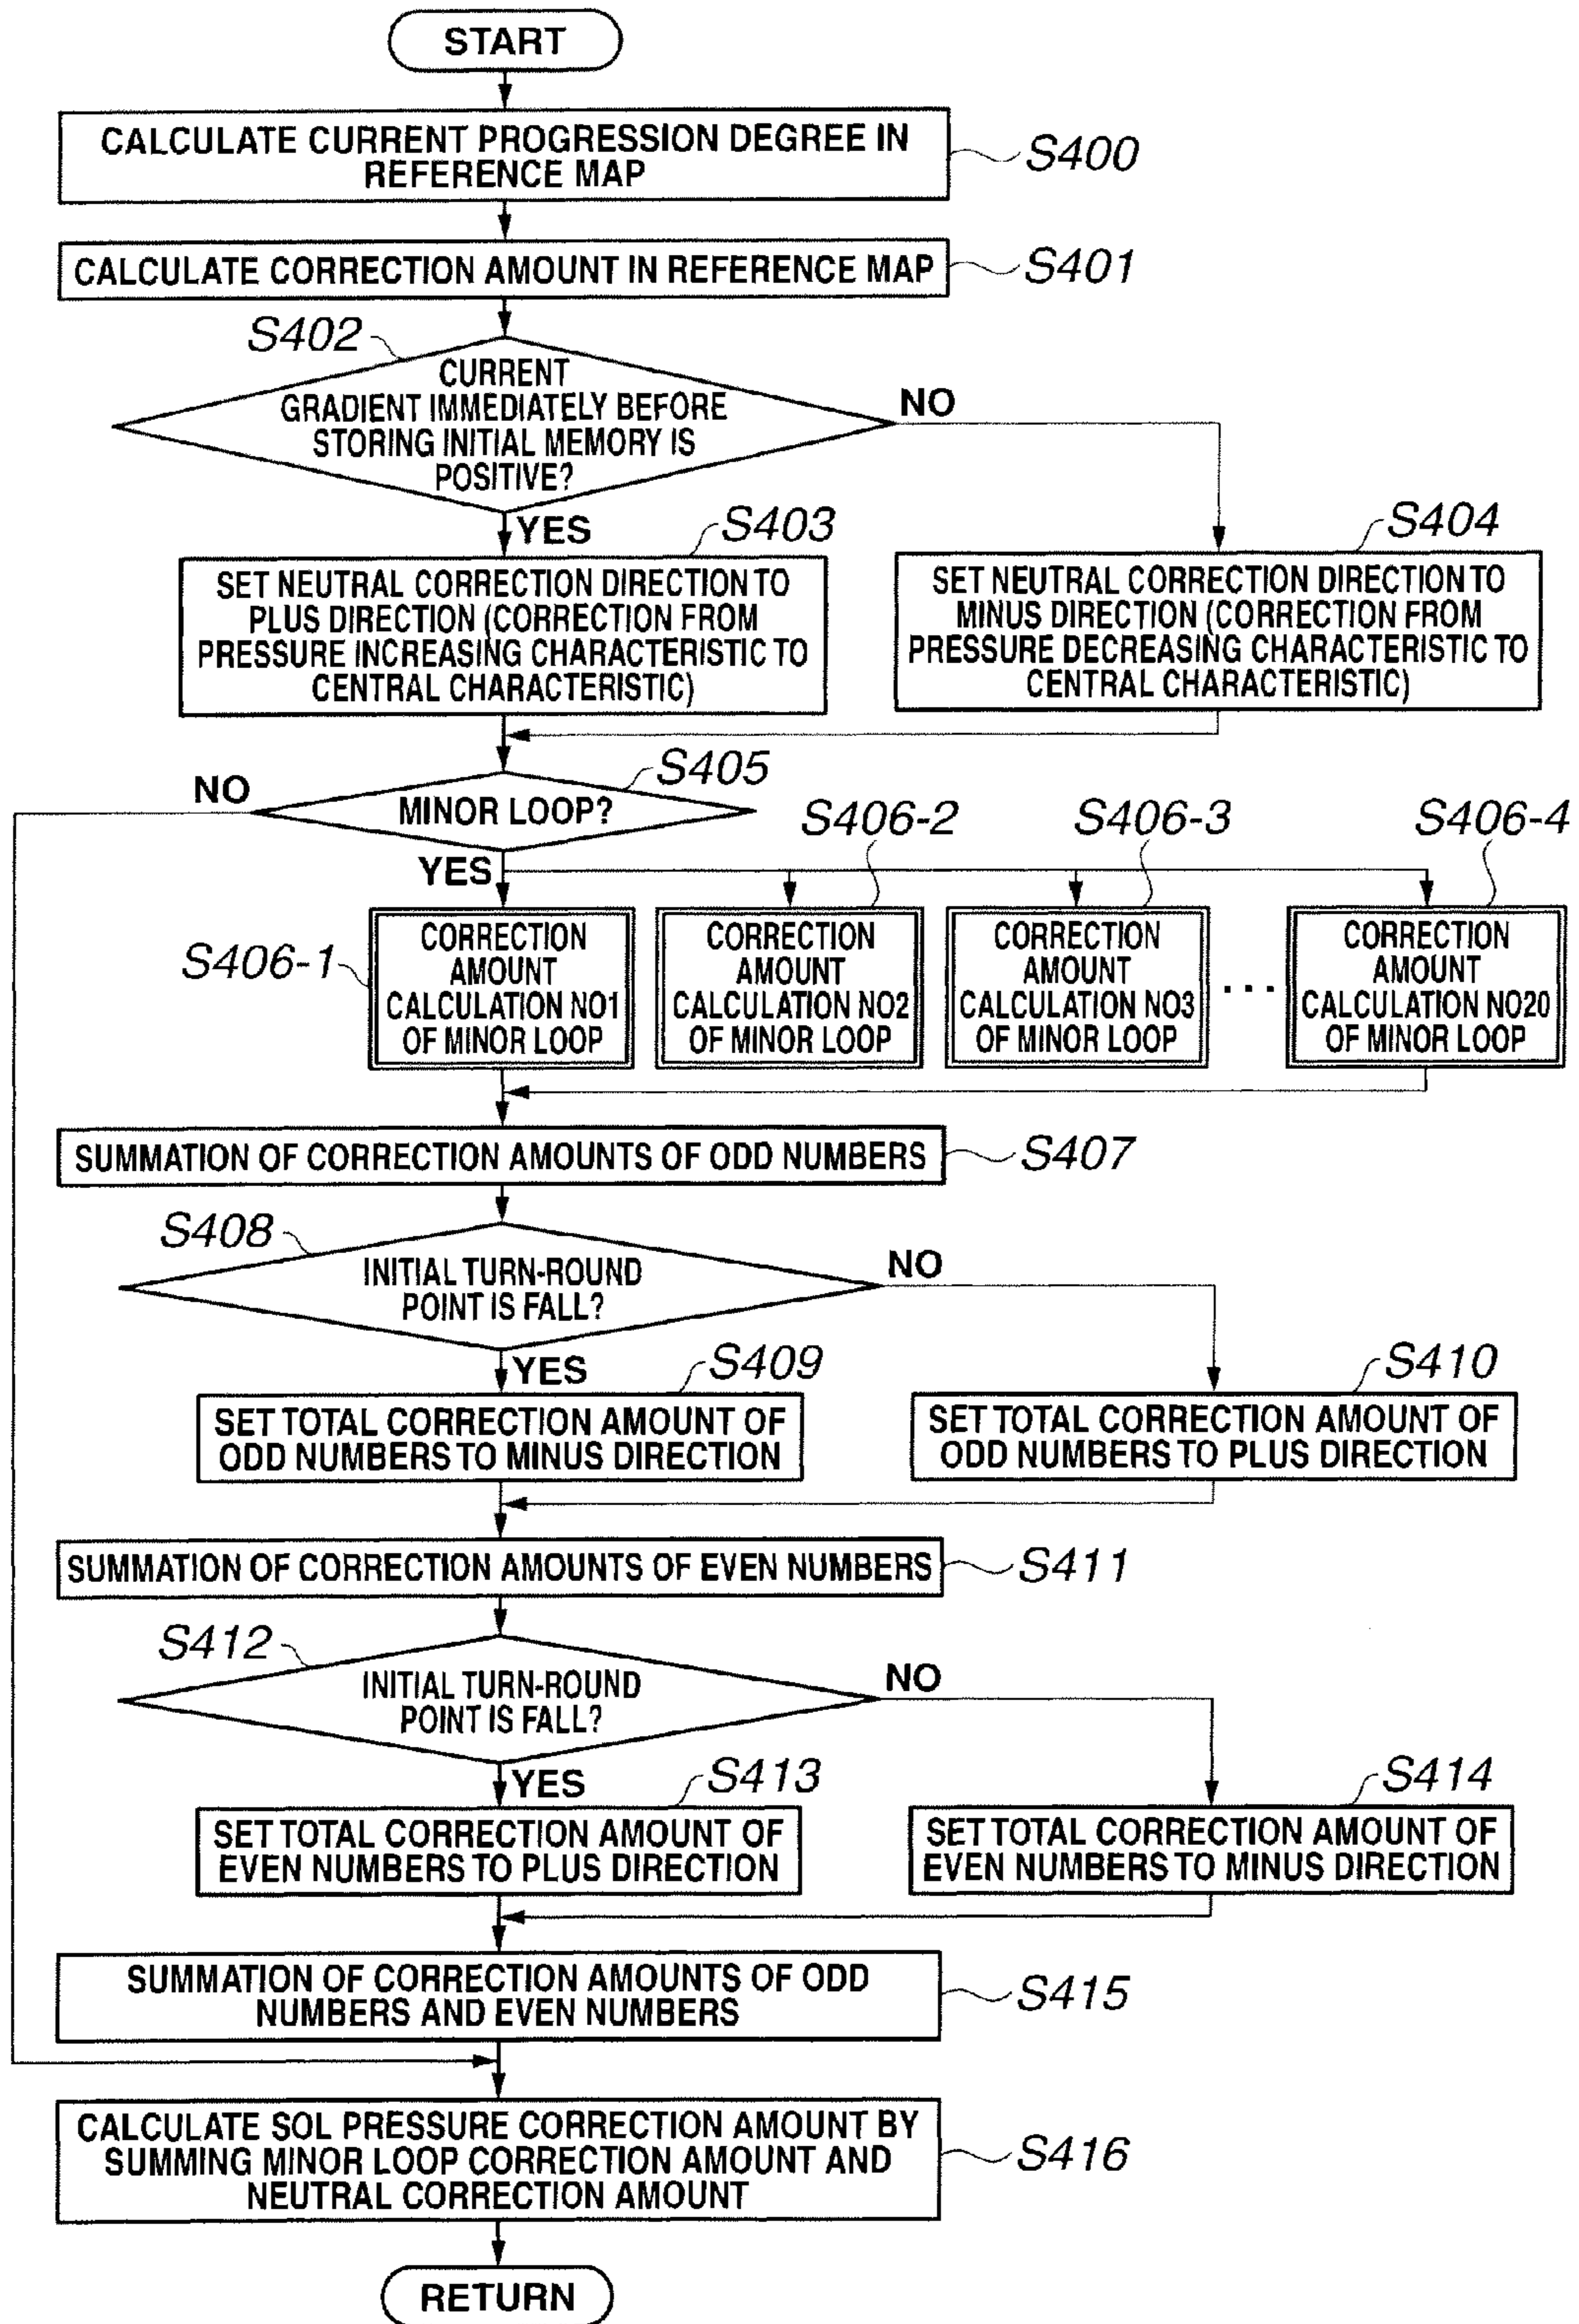 START
CALCULATE CURRENT PROGRESSION DEGREE IN
REFERENCE MAP
S400
CALCULATE CORRECTION AMOUNT IN REFERENCE MAP
S401
S402
CURRENT
GRADIENT IMMEDIATELY BEFORE
STORING INITIAL MEMORY IS
POSITIVE?
NO
YES
S403
SET NEUTRAL CORRECTION DIRECTION TO
PLUS DIRECTION (CORRECTION FROM
PRESSURE INCREASING CHARACTERISTIC TO
CENTRAL CHARACTERISTIC)
S404
SET NEUTRAL CORRECTION DIRECTION TO
MINUS DIRECTION (CORRECTION FROM
PRESSURE DECREASING CHARACTERISTIC TO
CENTRAL CHARACTERISTIC)
S405
NO
MINOR LOOP?
YES
S406-1
CORRECTION
AMOUNT
CALCULATION NO1
OF MINOR LOOP
S406-2
CORRECTION
AMOUNT
CALCULATION NO2
OF MINOR LOOP
S406-3
CORRECTION
AMOUNT
CALCULATION NO3
OF MINOR LOOP
...
S406-4
CORRECTION
AMOUNT
CALCULATION NO20
OF MINOR LOOP
SUMMATION OF CORRECTION AMOUNTS OF ODD NUMBERS
S407
S408
INITIAL TURN-ROUND
POINT IS FALL?
NO
YES
S409
SET TOTAL CORRECTION AMOUNT OF
ODD NUMBERS TO MINUS DIRECTION
S410
SET TOTAL CORRECTION AMOUNT OF
ODD NUMBERS TO PLUS DIRECTION
SUMMATION OF CORRECTION AMOUNTS OF EVEN NUMBERS
S411
S412
INITIAL TURN-ROUND
POINT IS FALL?
NO
YES
S413
SET TOTAL CORRECTION AMOUNT OF
EVEN NUMBERS TO PLUS DIRECTION
S414
SET TOTAL CORRECTION AMOUNT OF
EVEN NUMBERS TO MINUS DIRECTION
SUMMATION OF CORRECTION AMOUNTS OF ODD
NUMBERS AND EVEN NUMBERS
S415
CALCULATE SOL PRESSURE CORRECTION AMOUNT BY
SUMMING MINOR LOOP CORRECTION AMOUNT AND
NEUTRAL CORRECTION AMOUNT
S416
RETURN